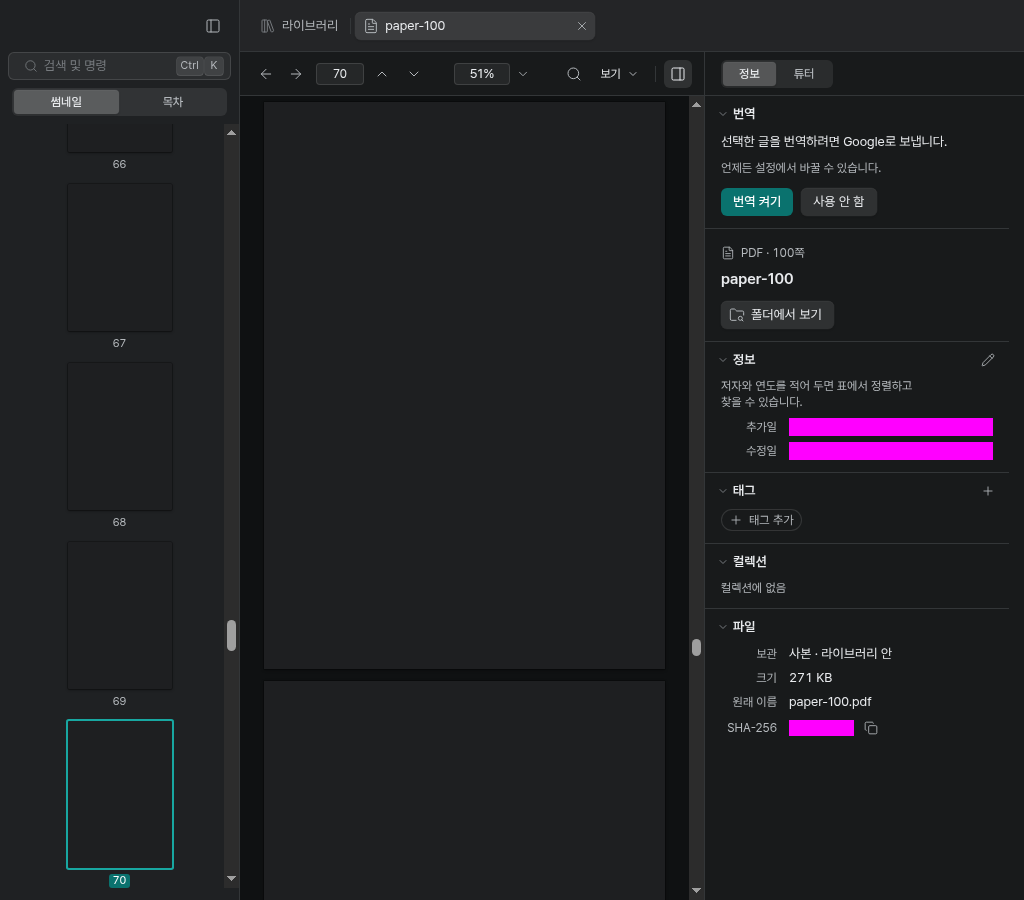 라이브러리
paper-100
검색 및 명령
Ctrl
K
썸네일
목차
66
67
68
69
70
70
51%
보기
정보
튜터
번역
선택한 글을 번역하려면 Google로 보냅니다.
언제든 설정에서 바꿀 수 있습니다.
번역 켜기
사용 안 함
PDF · 100쪽
paper-100
폴더에서 보기
정보
저자와 연도를 적어 두면 표에서 정렬하고
찾을 수 있습니다.
추가일
수정일
태그
태그 추가
컬렉션
컬렉션에 없음
파일
보관 사본 · 라이브러리 안
크기 271 KB
원래 이름 paper-100.pdf
SHA-256